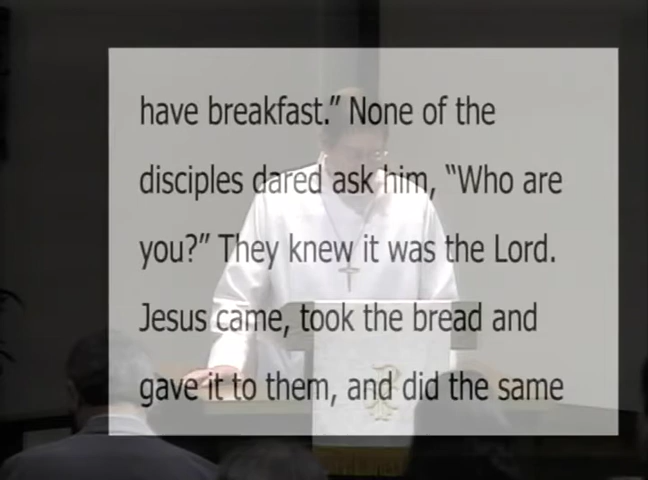 have breakfast.” None of the
disciples dared ask him, “Who are
you?” They knew it was the Lord.
Jesus came, took the bread and
gave it to them, and did the same